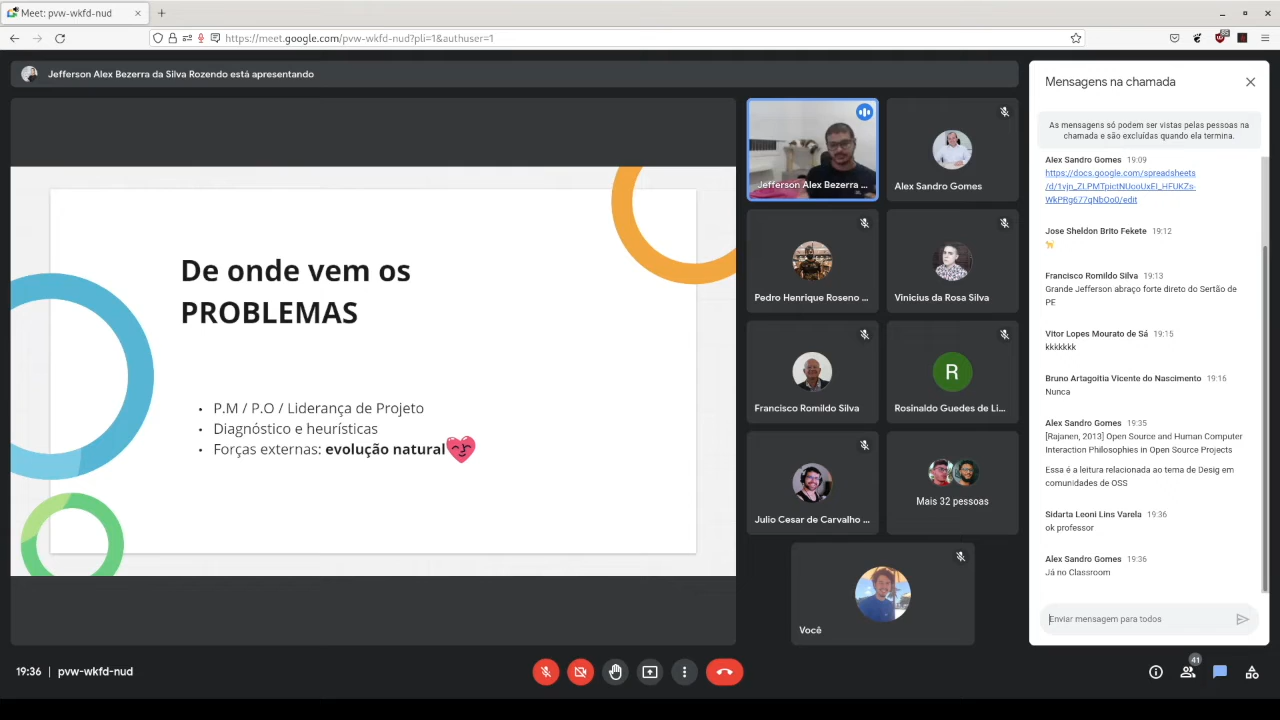 Meet: pvw-wkfd-nud
https://meet.google.com/pvw-wkfd-nud?pli=1&authuser=1
Jefferson Alex Bezerra da Silva Rozendo está apresentando
De onde vem os
PROBLEMAS
• P.M / P.O / Liderança de Projeto
• Diagnóstico e heurísticas
• Forças externas: evolução natural
Jefferson Alex Bezerra ...
Alex Sandro Gomes
Pedro Henrique Roseno ...
Vinicius da Rosa Silva
Francisco Romildo Silva
R
Rosinaldo Guedes de Li...
Julio Cesar de Carvalho ...
Mais 32 pessoas
Você
Mensagens na chamada
As mensagens só podem ser vistas pelas pessoas na
chamada e são excluídas quando ela termina.
Alex Sandro Gomes 19:09
https://docs.google.com/spreadsheets
Jose Sheldon Brito Fekete 19:12
Francisco Romildo Silva 19:13
Grande Jefferson abraço forte direto do Sertão de
PE
Vitor Lopes Mourato de Sá 19:15
kkkkkkk
Bruno Artagoitia Vicente do Nascimento 19:16
Nunca
Alex Sandro Gomes 19:35
[Rajanen, 2013] Open Source and Human Computer
Interaction Philosophies in Open Source Projects
Essa é a leitura relacionada ao tema de Desig em
comunidades de OSS
Sidarta Leoni Lins Varela 19:36
ok professor
Alex Sandro Gomes 19:36
Já no Classroom
Enviar mensagem para todos
19:36 | pvw-wkfd-nud
41